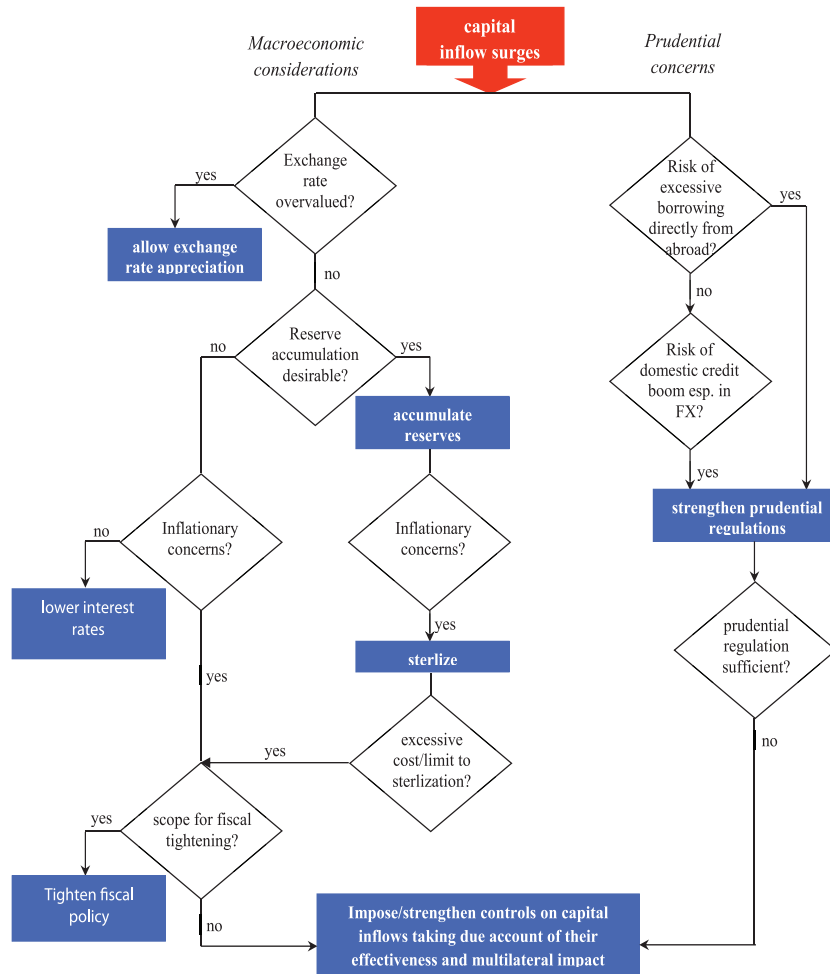 capital
inflow surges
Macroeconomic
considerations
Prudential
concerns
Exchange
rate
overvalued?
yes
allow exchange
rate appreciation
no
Risk of
excessive
borrowing
directly from
abroad?
yes
no
Reserve
accumulation
desirable?
no
yes
accumulate
reserves
Risk of
domestic credit
boom esp. in
FX?
yes
strengthen prudential
regulations
Inflationary
concerns?
no
lower interest
rates
yes
Inflationary
concerns?
yes
sterlize
prudential
regulation
sufficient?
no
excessive
cost/limit to
sterlization?
yes
scope for fiscal
tightening?
yes
Tighten fiscal
policy
no
Impose/strengthen controls on capital
inflows taking due account of their
effectiveness and multilateral impact